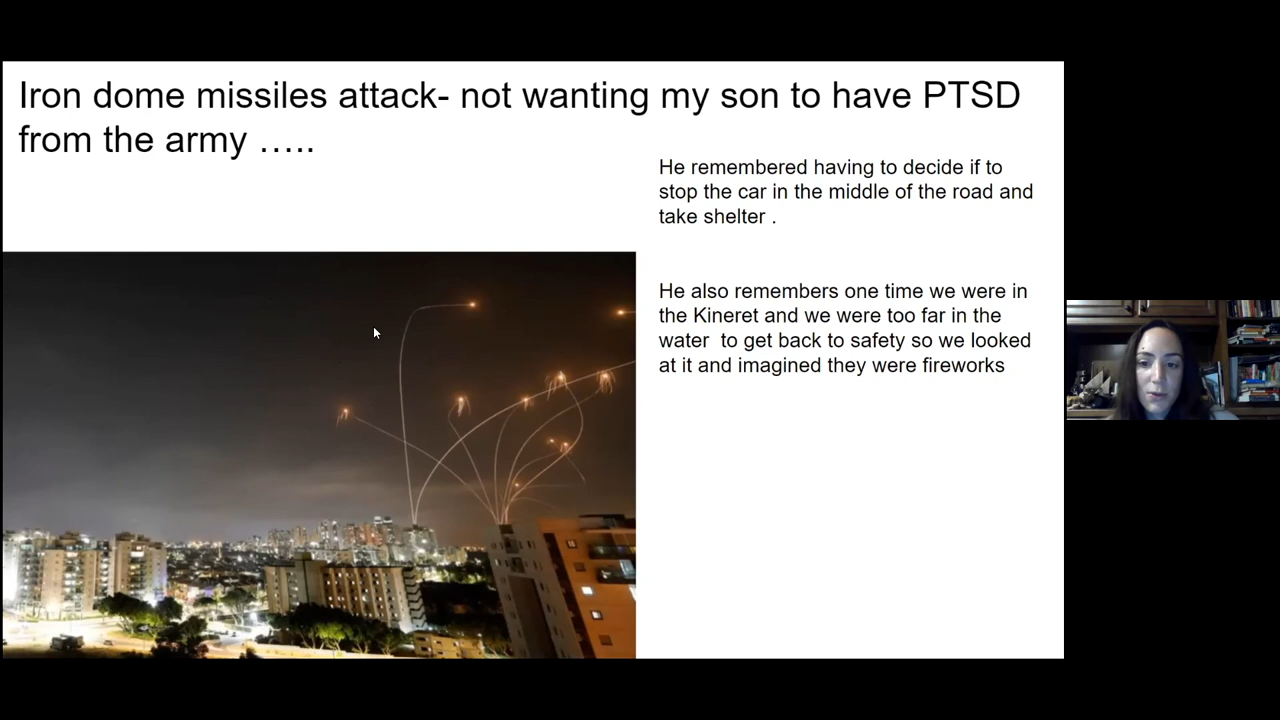 Iron dome missiles attack- not wanting my son to have PTSD
from the army …..
He remembered having to decide if to
stop the car in the middle of the road and
take shelter .
He also remembers one time we were in
the Kineret and we were too far in the
water  to get back to safety so we looked
at it and imagined they were fireworks